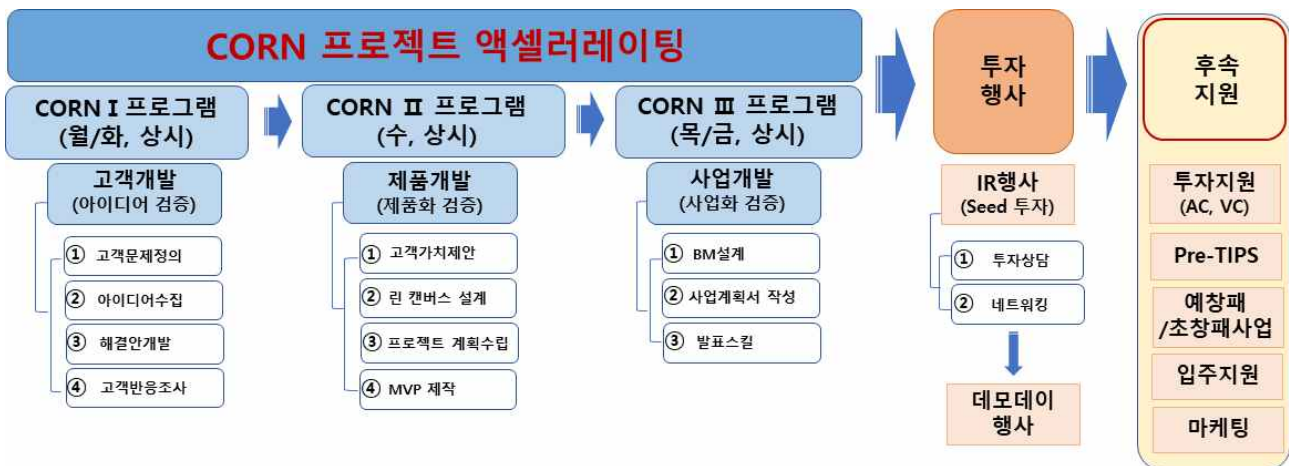 CORN 프로젝트 액셀러레이팅
CORN Ⅰ 프로그램
(월/화, 상시)
고객개발
(아이디어 검증)
① 고객문제정의
② 아이디어수집
③ 해결안개발
④ 고객반응조사
CORN Ⅱ 프로그램
(수, 상시)
제품개발
(제품화 검증)
① 고객가치제안
② 린 캔버스 설계
③ 프로젝트 계획수립
④ MVP 제작
CORN Ⅲ 프로그램
(목/금, 상시)
사업개발
(사업화 검증)
① BM설계
② 사업계획서 작성
③ 발표스킬
투자
행사
IR행사
(Seed 투자)
① 투자상담
② 네트워킹
데모데이
행사
후속
지원
투자지원
(AC, VC)
Pre-TIPS
예창패
/초창패사업
입주지원
마케팅